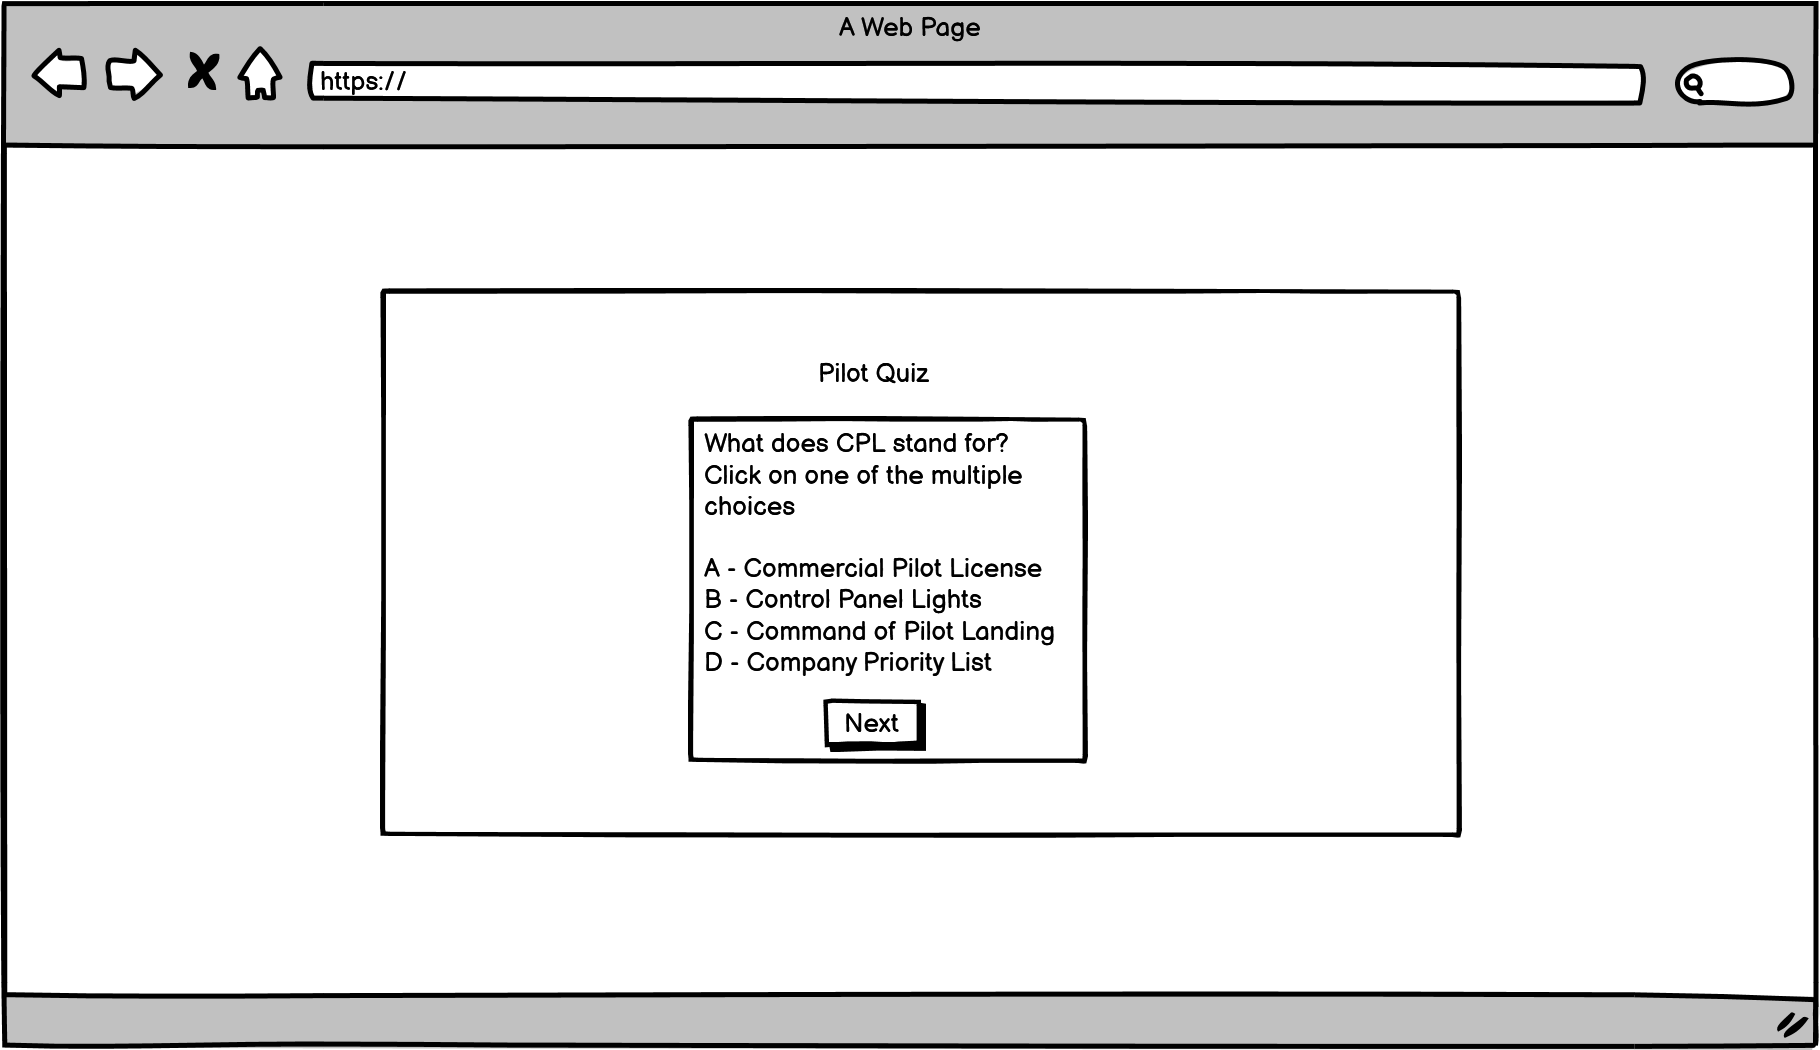 A Web Page
https://
Pilot Quiz
What does CPL stand for?
Click on one of the multiple
choices
A - Commercial Pilot License
B - Control Panel Lights
C - Command of Pilot Landing
D - Company Priority List
Next